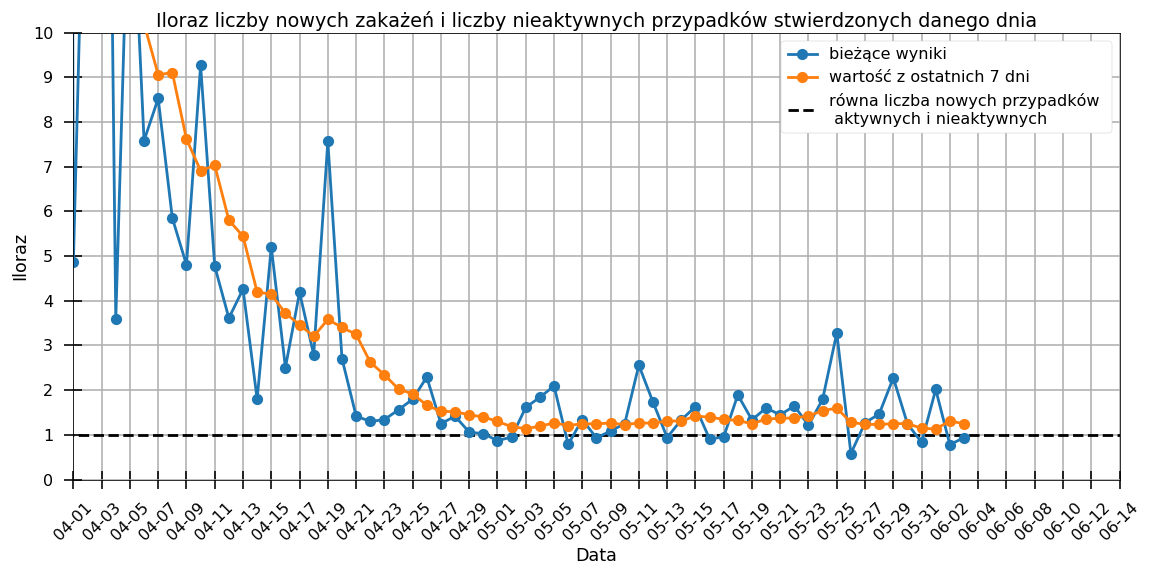 Iloraz liczby nowych zakażeń i liczby nieaktywnych przypadków stwierdzonych danego dnia
bieżące wyniki
wartość z ostatnich 7 dni
równa liczba nowych przypadków
aktywnych i nieaktywnych
Iloraz
10
9
8
7
6
5
4
3
2
1
0
04-01 04-03 04-05 04-07 04-09 04-11 04-13 04-15 04-17 04-19 04-21 04-23 04-25 04-27 04-29 05-01 05-03 05-05 05-07 05-09 05-11 05-13 05-15 05-17 05-19 05-21 05-23 05-25 05-27 05-29 05-31 06-02 06-04 06-06 06-08 06-10 06-12 06-14
Data